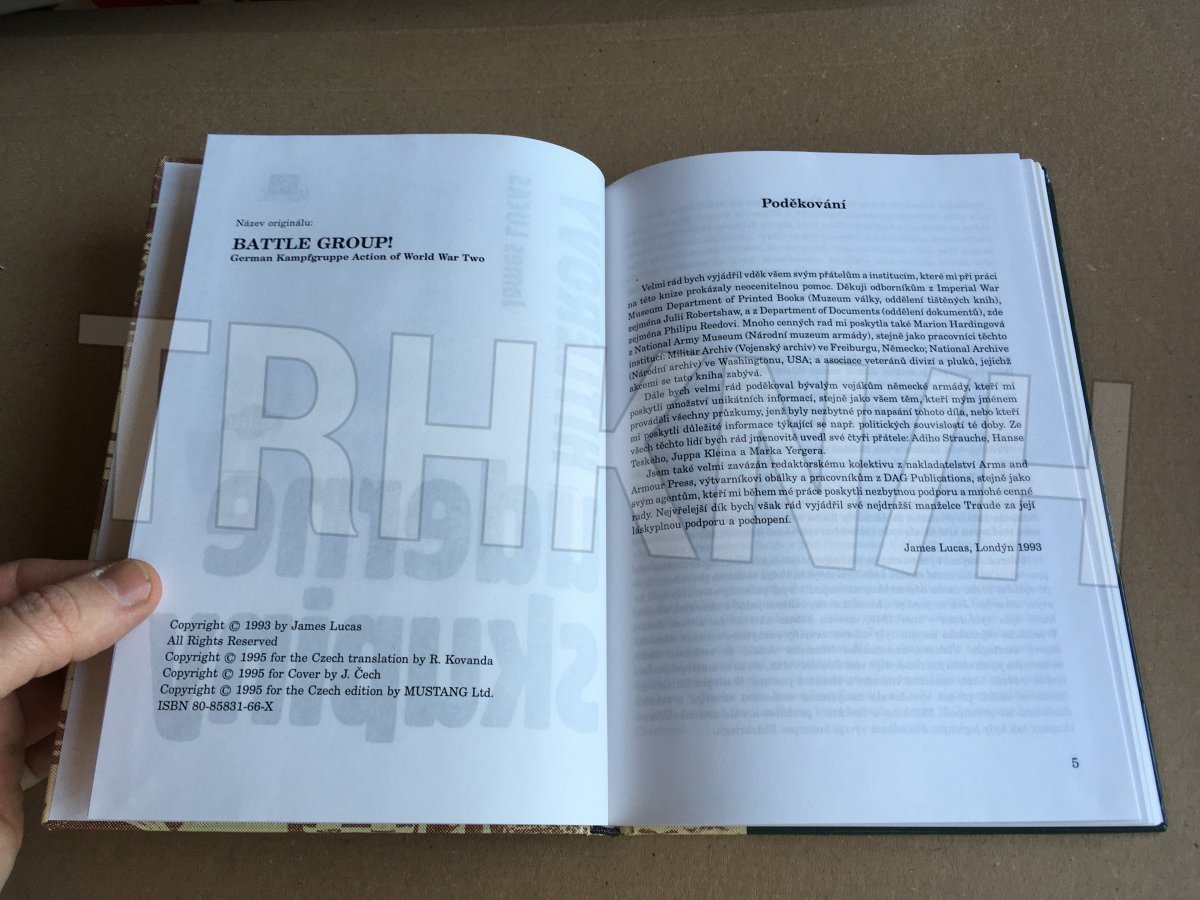 Název originálu:
BATTLE GROUP!
German Kampfgruppe Action of World War Two
Copyright © 1993 by James Lucas
All Rights Reserved
Copyright © 1995 for the Czech translation by R. Kovanda
Copyright © 1995 for Cover by J. Čech
Copyright © 1995 for the Czech edition by MUSTANG Ltd.
ISBN 80-85831-66-X
Poděkování
Velmi rád bych vyjádřil vděk všem svým přátelům a institucím, které mi při práci
na této knize prokázaly neocenitelnou pomoc. Děkuji odborníkům z Imperial War
Museum Department of Printed Books (Muzeum války, oddělení tištěných knih),
zejména Julii Robertshaw, a z Department of Documents (oddělení dokumentů), zde
zejména Philipu Reedovi. Mnoho cenných rad mi poskytla také Marion Hardingová
z National Army Museum (Národní muzeum armády), stejně jako pracovníci těchto
institucí: Militär Archiv (Vojenský archiv) ve Freiburgu, Německo; National Archive
(Národní archiv) ve Washingtonu, USA; a asociace veteránů divizí a pluků, jejichž
akcemi se tato kniha zabývá.
Dále bych velmi rád poděkoval bývalým vojákům německé armády, kteří mi
poskytli množství unikátních informací, stejně jako všem těm, kteří mým jménem
prováděli všechny průzkumy, jenž byly nezbytné pro napsání tohoto díla, nebo kteří
mi poskytli důležité informace týkající se např. politických souvislostí té doby. Ze
všech těchto lidí bych rád jmenovitě uvedl své čtyři přátele: Adiho Strauche, Hanse
Teského, Juppa Kleina a Marka Yergera.
Jsem také velmi zavázán redaktorskému kolektivu z nakladatelství Arms and
Armour Press, výtvarníkovi obálky a pracovníkům z DAG Publications, stejně jako
svým agentům, kteří mi během mé práce poskytli nezbytnou podporu a mnohé cenné
rady. Nejvřelejší dík bych však rád vyjádřil své nejdražší manželce Traude za její
láskyplnou podporu a pochopení.
James Lucas, Londýn 1993
5
TRHKNIH